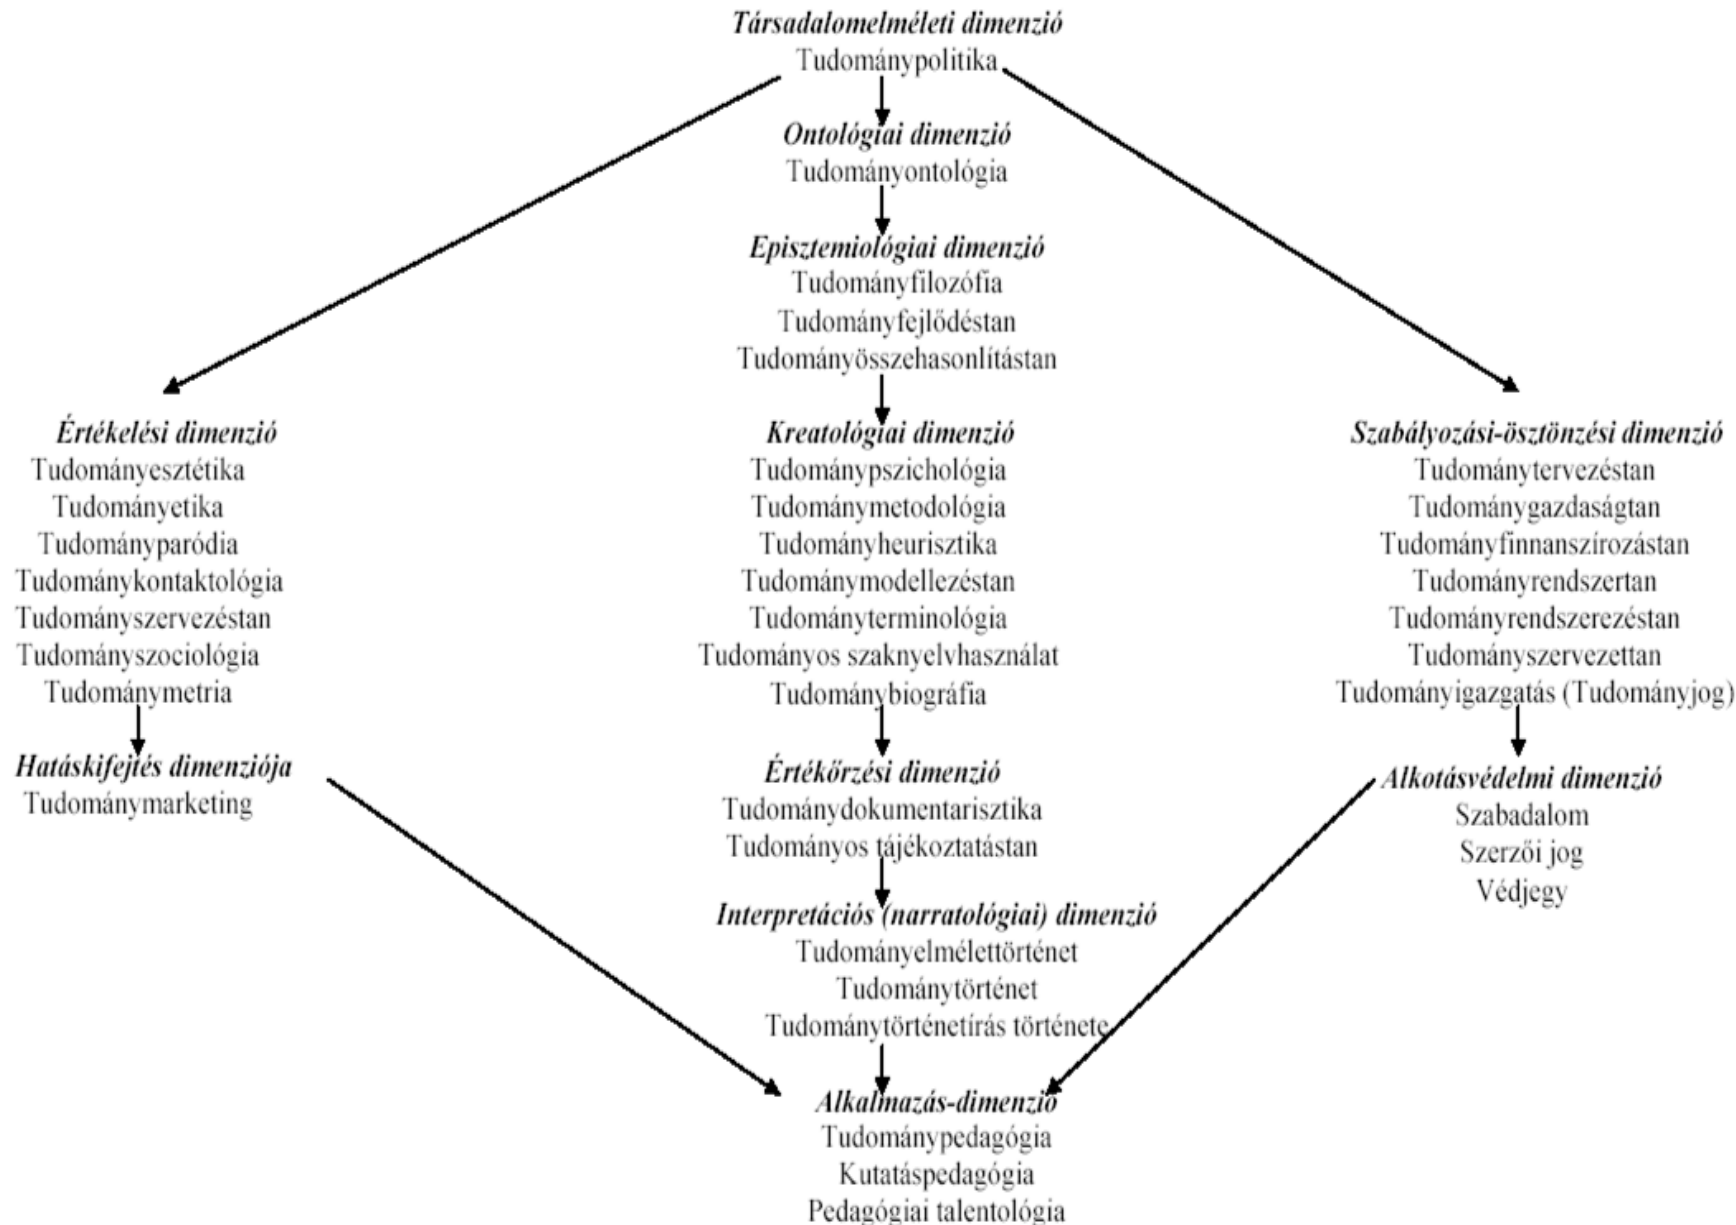 Társadalomelméleti dimenzió
Tudománypolitika
Ontológiai dimenzió
Tudományontológia
Episztemiológiai dimenzió
Tudományfilozófia
Tudományfejlődéstan
Tudományösszehasonlítástan
Értékelési dimenzió
Tudományesztétika
Tudományetika
Tudományparódia
Tudománykontaktológia
Tudományszervezéstan
Tudományszociológia
Tudománymetria
Hatáskifejtés dimenziója
Tudománymarketing
Kreatológiai dimenzió
Tudománypszichológia
Tudománymetodológia
Tudományheurisztika
Tudománymodellezéstan
Tudományterminológia
Tudományos szaknyelvhasználat
Tudománybiográfia
Értékőrzési dimenzió
Tudománydokumentarisztika
Tudományos tájékoztatástan
Interpretációs (narratológiai) dimenzió
Tudományelmélettörténet
Tudománytörténet
Tudománytörténetírás története
Szabályozási-ösztönzési dimenzió
Tudománytervezéstan
Tudománygazdaságtan
Tudományfinnanszírozástan
Tudományrendszertan
Tudományrendszerezéstan
Tudományszervezettan
Tudományigazgatás (Tudományjog)
Alkotásvédelmi dimenzió
Szabadalom
Szerzői jog
Védjegy
Alkalmazás-dimenzió
Tudománypedagógia
Kutatáspedagógia
Pedagógiai talentológia